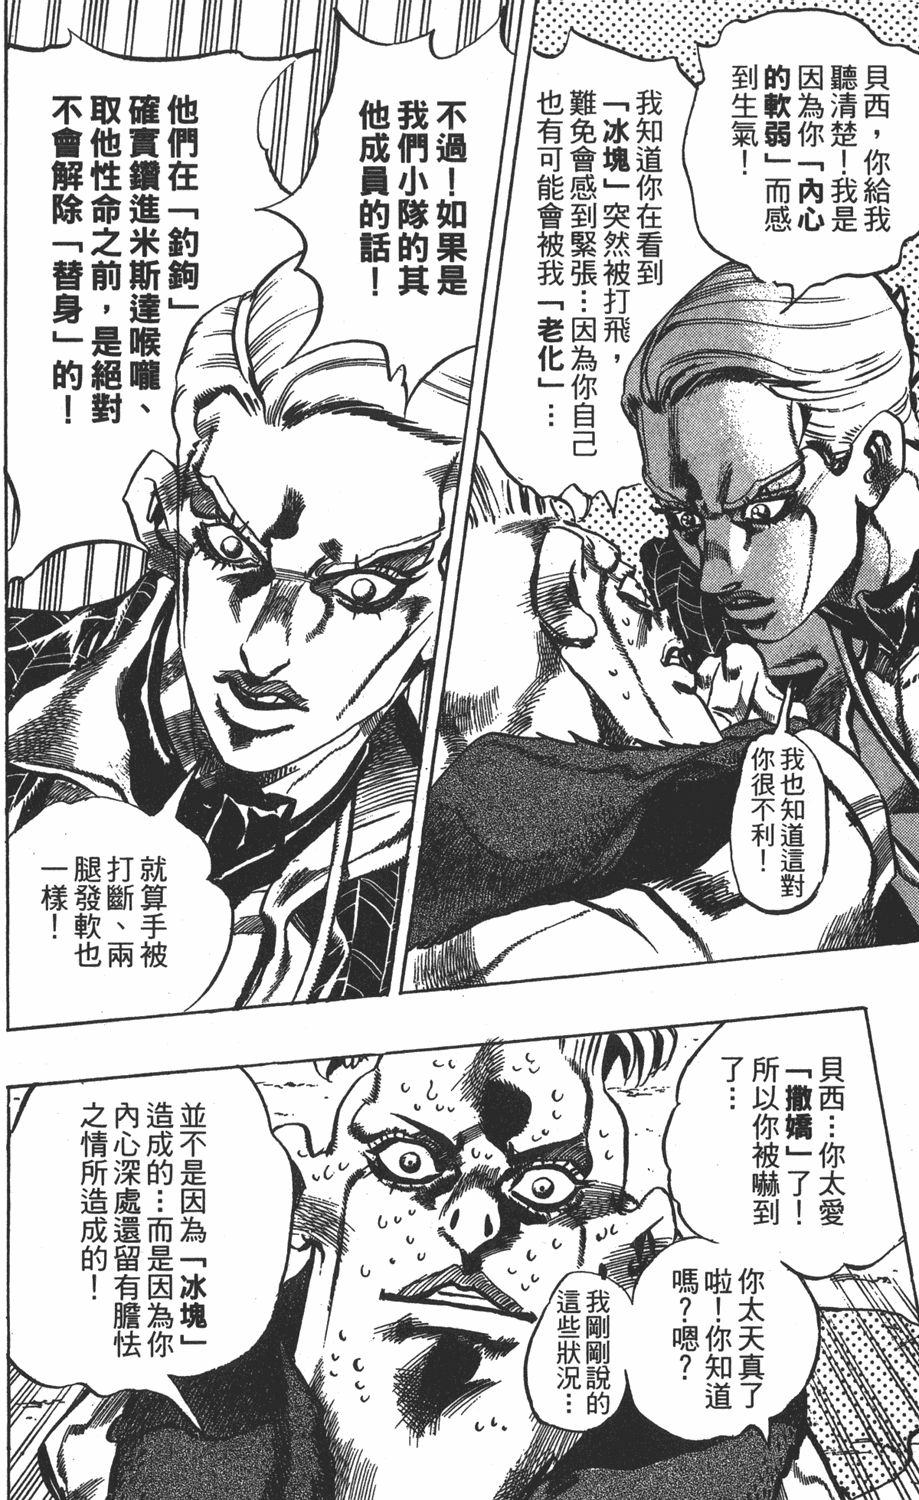 貝西，你給我
聽清楚！我是
因為你「內心
的軟弱」而感
到生氣！
我知道你在看到
「冰塊」突然被打飛，
難免會感到緊張…因為你自己
也有可能會被我「老化」…
我也知道這對
你很不利！
不過！如果是
我們小隊的其
他成員的話！
他們在「釣鉤」
確實鑽進米斯達喉嚨、
取他性命之前，是絕對
不會解除「替身」的！
就算手被
打斷、兩
腿發軟也
一樣！
貝西…你太愛
「撒嬌」了！
所以你被嚇到
了…
你太天真了
啦！你知道
嗎？嗯？
我剛剛說的
這些狀況…
並不是因為「冰塊」
造成的…而是因為你
內心深處還留有膽怯
之情所造成的！